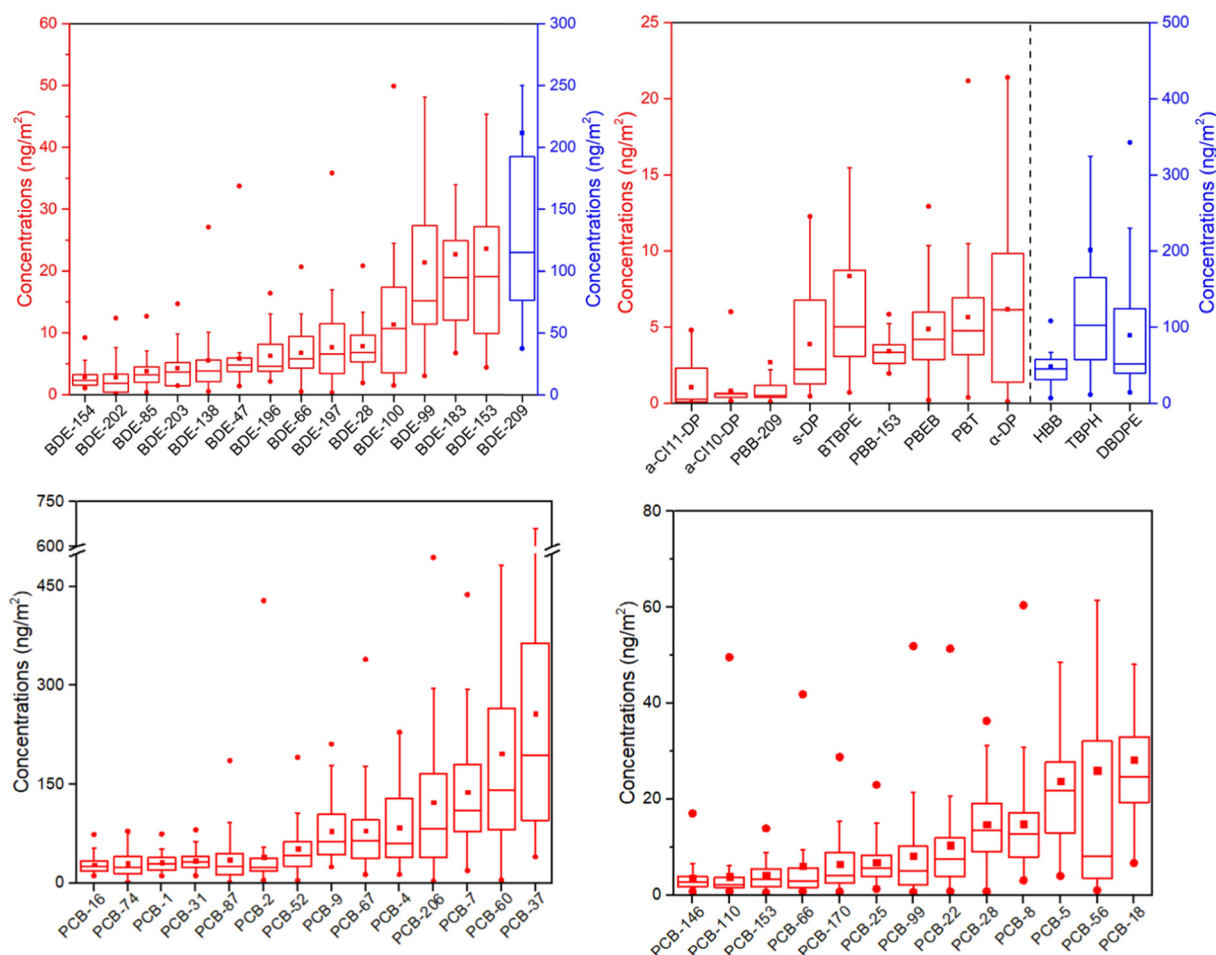 60
50
40
30
20
10
0
Concentrations (ng/m²)
300
250
200
150
100
50
0
Concentrations (ng/m²)
BDE-154
BDE-202
BDE-85
BDE-203
BDE-138
BDE-47
BDE-196
BDE-66
BDE-197
BDE-28
BDE-100
BDE-99
BDE-183
BDE-153
BDE-209
25
20
15
10
5
0
Concentrations (ng/m²)
500
400
300
200
100
0
Concentrations (ng/m²)
a-Cl11-DP
a-Cl10-DP
PBB-209
s-DP
BTBPE
PBB-153
PBEB
PBT
α-DP
HBB
TBPH
DBDPE
750
600
450
300
150
0
Concentrations (ng/m²)
PCB-16
PCB-74
PCB-1
PCB-31
PCB-87
PCB-2
PCB-52
PCB-9
PCB-67
PCB-4
PCB-206
PCB-7
PCB-60
PCB-37
80
60
40
20
0
Concentrations (ng/m²)
PCB-146
PCB-110
PCB-153
PCB-66
PCB-170
PCB-25
PCB-99
PCB-22
PCB-28
PCB-8
PCB-5
PCB-56
PCB-18